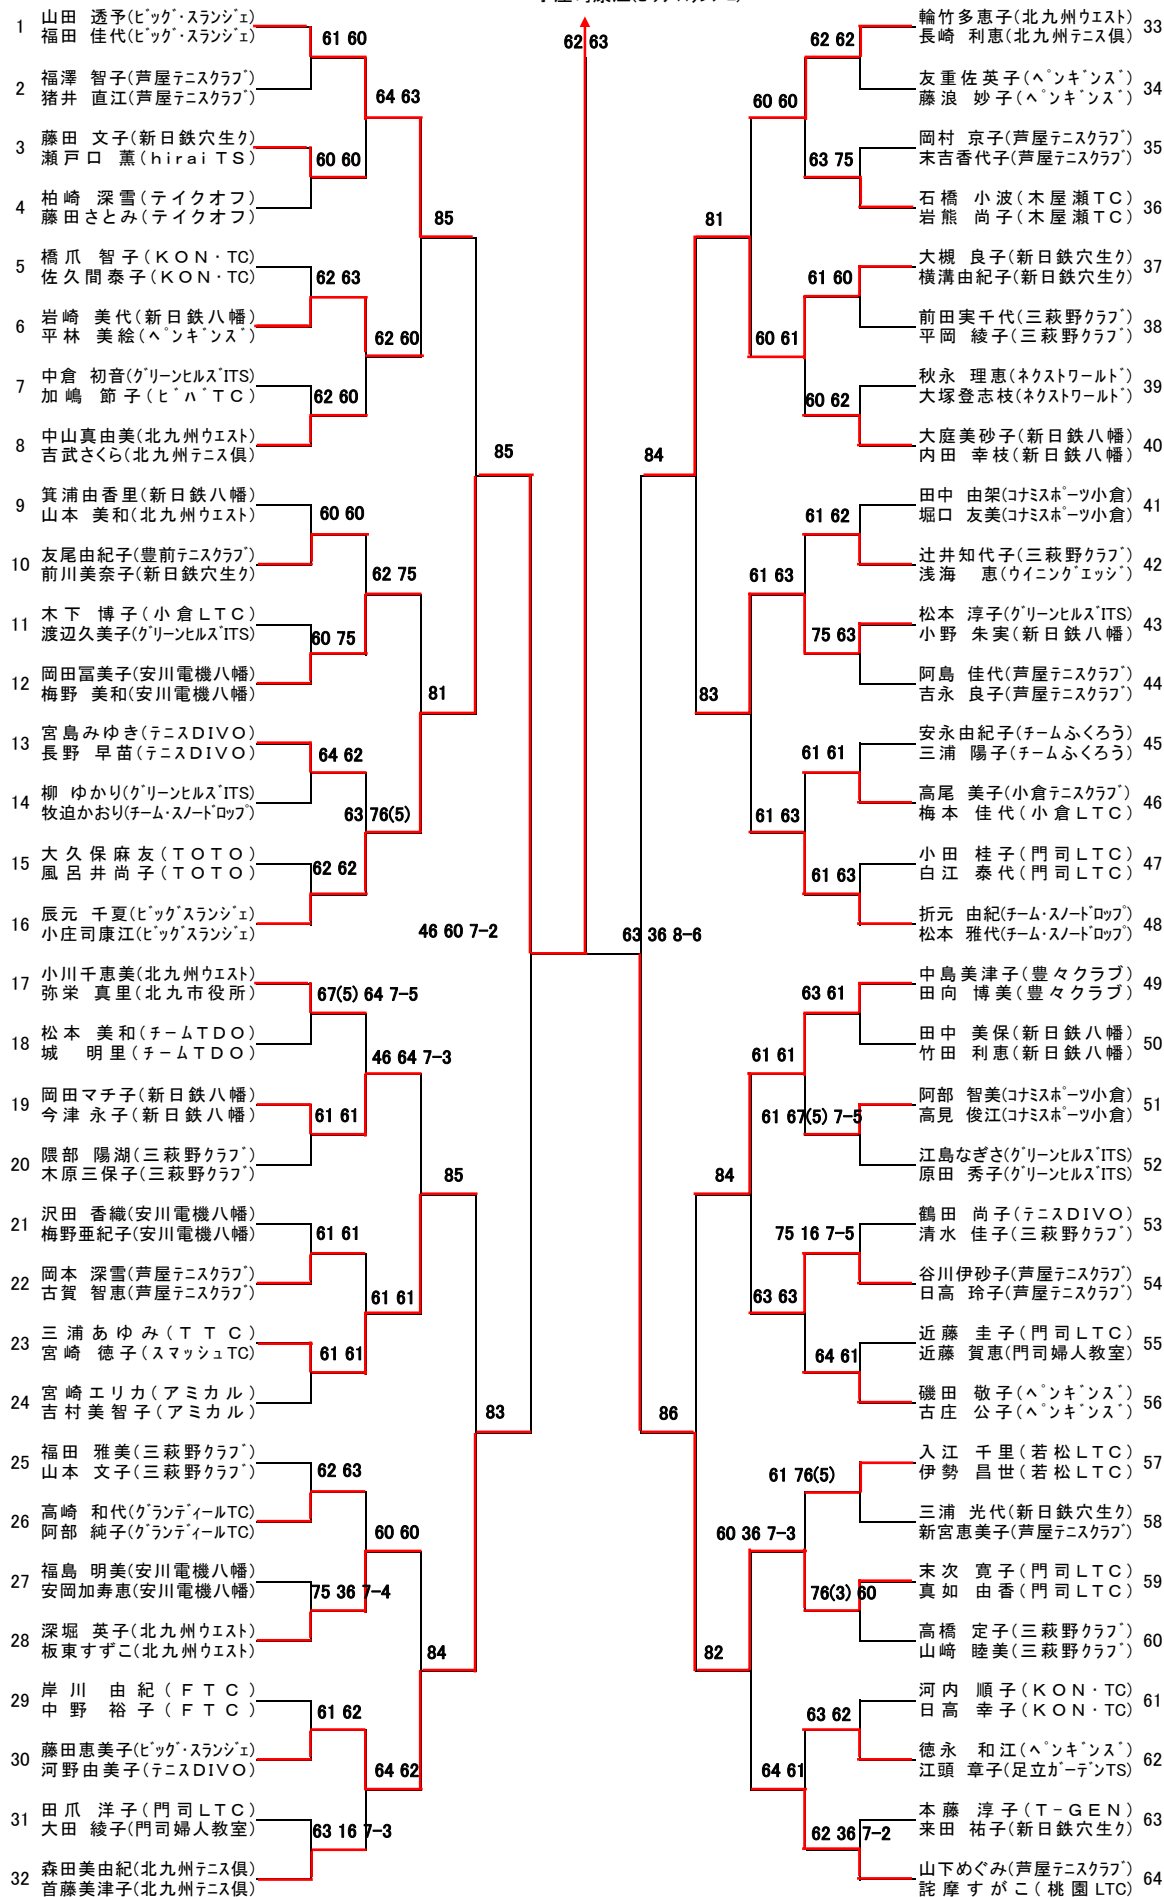 62 63
1 山田 透予(ビッグ・スランジェ)
福田 佳代(ビッグ・スランジェ)
61 60
2 福澤 智子(芦屋テニスクラブ)
猪井 直江(芦屋テニスクラブ)
64 63
3 藤田 文子(新日鉄穴生ク)
瀬戸口 薫(hirai TS)
60 60
4 柏崎 深雪(テイクオフ)
藤田さとみ(テイクオフ)
85
5 橋爪 智子(KON・TC)
佐久間泰子(KON・TC)
62 63
6 岩崎 美代(新日鉄八幡)
平林 美絵(ペンギンズ)
62 60
7 中倉 初音(グリーンヒルズITS)
加嶋 節子(ビバTC)
62 60
8 中山真由美(北九州ウエスト)
吉武さくら(北九州テニス倶)
85
9 箕浦由香里(新日鉄八幡)
山本 美和(北九州ウエスト)
60 60
10 友尾由紀子(豊前テニスクラブ)
前川美奈子(新日鉄穴生ク)
62 75
11 木下 博子(小倉LTC)
渡辺久美子(グリーンヒルズITS)
60 75
12 岡田冨美子(安川電機八幡)
梅野 美和(安川電機八幡)
81
13 宮島みゆき(テニスDIVO)
長野 早苗(テニスDIVO)
64 62
14 柳 ゆかり(グリーンヒルズITS)
牧迫かおり(チーム・スノードロップ)
63 76(5)
15 大久保麻友(TOTO)
風呂井尚子(TOTO)
62 62
16 辰元 千夏(ビッグスランジェ)
小庄司康江(ビッグスランジェ)
46 60 7-2
17 小川千恵美(北九州ウエスト)
弥栄 真里(北九市役所)
67(5) 64 7-5
18 松本 美和(チームTDO)
城 明里(チームTDO)
46 64 7-3
19 岡田マチ子(新日鉄八幡)
今津 永子(新日鉄八幡)
61 61
20 隈部 陽湖(三萩野クラブ)
木原三保子(三萩野クラブ)
85
21 沢田 香織(安川電機八幡)
梅野亜紀子(安川電機八幡)
61 61
22 岡本 深雪(芦屋テニスクラブ)
古賀 智恵(芦屋テニスクラブ)
61 61
23 三浦あゆみ(TTC)
宮崎 徳子(スマッシュTC)
61 61
24 宮崎エリカ(アミカル)
吉村美智子(アミカル)
83
25 福田 雅美(三萩野クラブ)
山本 文子(三萩野クラブ)
62 63
26 高崎 和代(グランディールTC)
阿部 純子(グランディールTC)
60 60
27 福島 明美(安川電機八幡)
安岡加寿恵(安川電機八幡)
75 36 7-4
28 深堀 英子(北九州ウエスト)
板東すずこ(北九州ウエスト)
84
29 岸川 由紀(FTC)
中野 裕子(FTC)
61 62
30 藤田恵美子(ビッグ・スランジェ)
河野由美子(テニスDIVO)
64 62
31 田爪 洋子(門司LTC)
大田 綾子(門司婦人教室)
63 16 7-3
32 森田美由紀(北九州テニス倶)
首藤美津子(北九州テニス倶)
輪竹多恵子(北九州ウエスト) 33
長崎 利恵(北九州テニス倶)
62 62
友重佐英子(ペンギンズ) 34
藤浪 妙子(ペンギンズ)
60 60
岡村 京子(芦屋テニスクラブ) 35
末吉香代子(芦屋テニスクラブ)
63 75
石橋 小波(木屋瀬TC) 36
岩熊 尚子(木屋瀬TC)
81
大槻 良子(新日鉄穴生ク) 37
横溝由紀子(新日鉄穴生ク)
61 60
前田実千代(三萩野クラブ) 38
平岡 綾子(三萩野クラブ)
60 61
秋永 理恵(ネクストワールド) 39
大塚登志枝(ネクストワールド)
60 62
大庭美砂子(新日鉄八幡) 40
内田 幸枝(新日鉄八幡)
84
田中 由架(コナミスポーツ小倉) 41
堀口 友美(コナミスポーツ小倉)
61 62
辻井知代子(三萩野クラブ) 42
浅海 恵(ウイニングエッジ)
61 63
松本 淳子(グリーンヒルズITS) 43
小野 朱実(新日鉄八幡)
75 63
阿島 佳代(芦屋テニスクラブ) 44
吉永 良子(芦屋テニスクラブ)
83
安永由紀子(チームふくろう) 45
三浦 陽子(チームふくろう)
61 61
高尾 美子(小倉テニスクラブ) 46
梅本 佳代(小倉LTC)
61 63
小田 桂子(門司LTC) 47
白江 泰代(門司LTC)
61 63
折元 由紀(チーム・スノードロップ) 48
松本 雅代(チーム・スノードロップ)
63 36 8-6
中島美津子(豊々クラブ) 49
田向 博美(豊々クラブ)
63 61
田中 美保(新日鉄八幡) 50
竹田 利恵(新日鉄八幡)
61 61
阿部 智美(コナミスポーツ小倉) 51
高見 俊江(コナミスポーツ小倉)
61 67(5) 7-5
江島なぎさ(グリーンヒルズITS) 52
原田 秀子(グリーンヒルズITS)
84
鶴田 尚子(テニスDIVO) 53
清水 佳子(三萩野クラブ)
75 16 7-5
谷川伊砂子(芦屋テニスクラブ) 54
日高 玲子(芦屋テニスクラブ)
63 63
近藤 圭子(門司LTC) 55
近藤 賀恵(門司婦人教室)
64 61
磯田 敬子(ペンギンズ) 56
古庄 公子(ペンギンズ)
86
入江 千里(若松LTC) 57
伊勢 昌世(若松LTC)
61 76(5)
三浦 光代(新日鉄穴生ク) 58
新宮恵美子(芦屋テニスクラブ)
60 36 7-3
末次 寛子(門司LTC) 59
真如 由香(門司LTC)
76(3) 60
高橋 定子(三萩野クラブ) 60
山﨑 睦美(三萩野クラブ)
82
河内 順子(KON・TC) 61
日高 幸子(KON・TC)
63 62
徳永 和江(ペンギンズ) 62
江頭 章子(足立ガーデンTS)
64 61
本藤 淳子(T-GEN) 63
来田 祐子(新日鉄穴生ク)
62 36 7-2
山下めぐみ(芦屋テニスクラブ) 64
詫摩すがこ(桃園LTC)